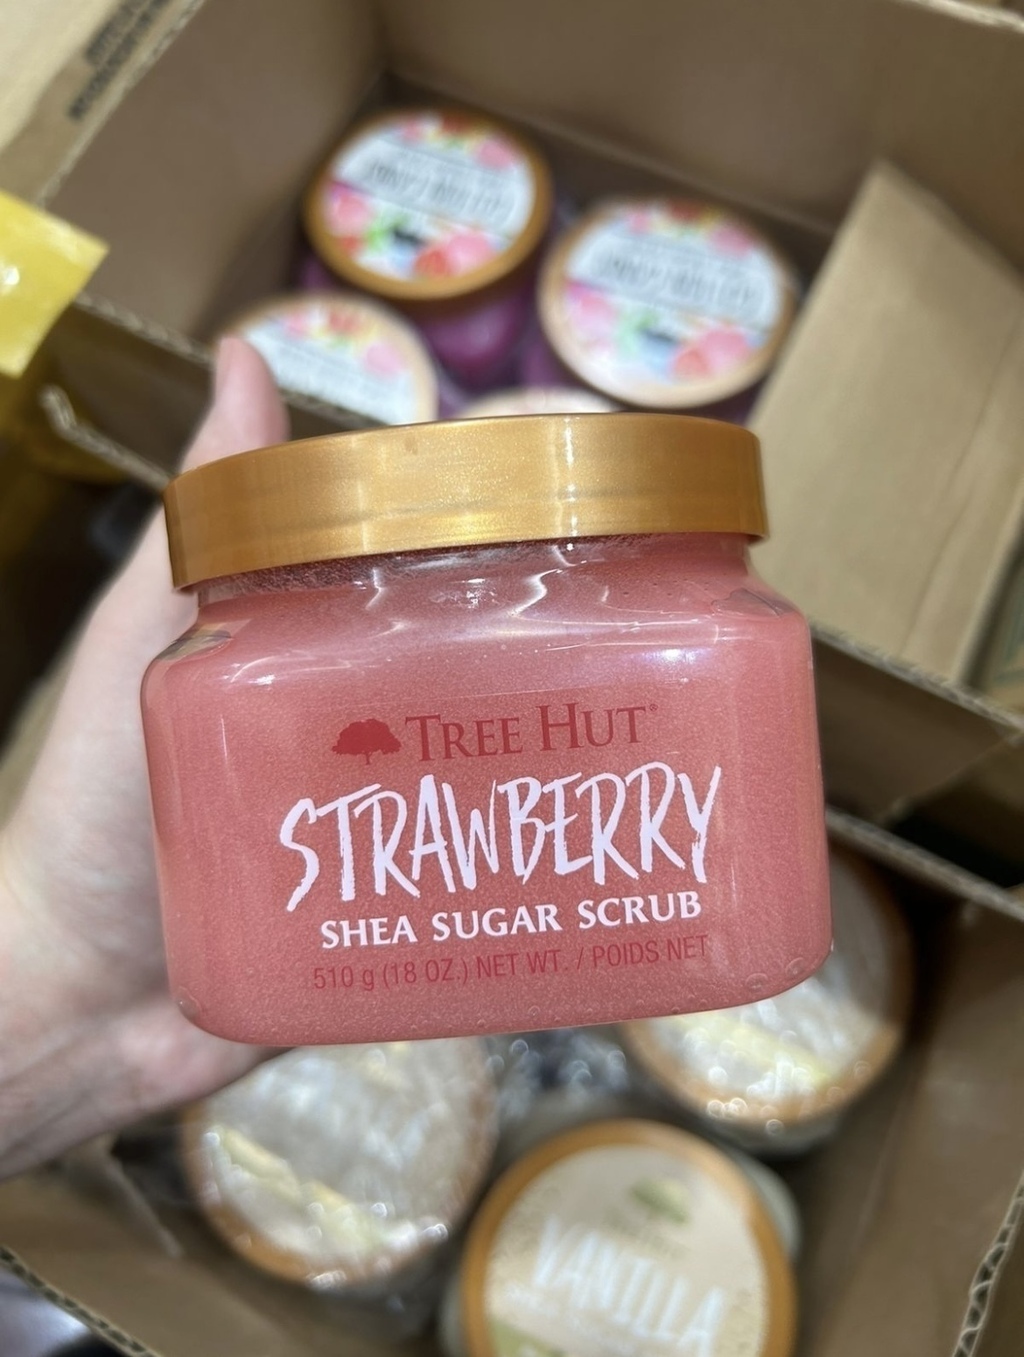 TREE HUT®
STRAWBERRY
SHEA SUGAR SCRUB
510 g (18 OZ.) NET WT. / POIDS NET
VANILLA